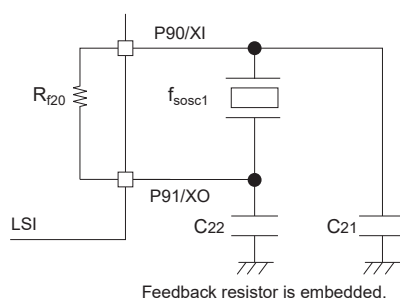 P90/XI
Rf20
fsosc1
P91/XO
LSI
C22
C21
Feedback resistor is embedded.